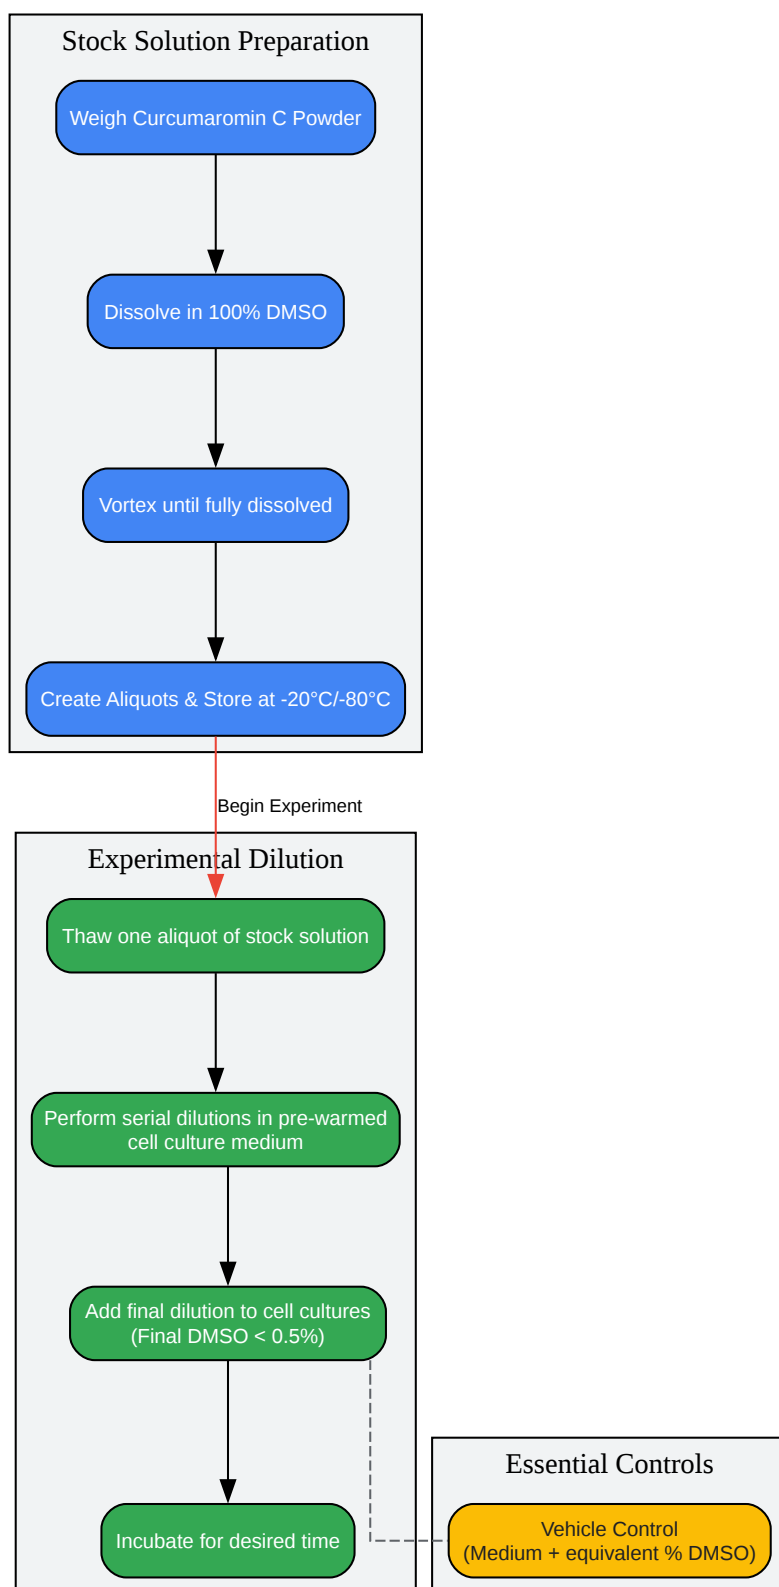 Stock Solution Preparation
Weigh Curcumaromin C Powder
Dissolve in 100% DMSO
Vortex until fully dissolved
Create Aliquots & Store at -20°C/-80°C
Begin Experiment
Experimental Dilution
Thaw one aliquot of stock solution
Perform serial dilutions in pre-warmed
cell culture medium
Add final dilution to cell cultures
(Final DMSO < 0.5%)
Incubate for desired time
Essential Controls
Vehicle Control
(Medium + equivalent % DMSO)